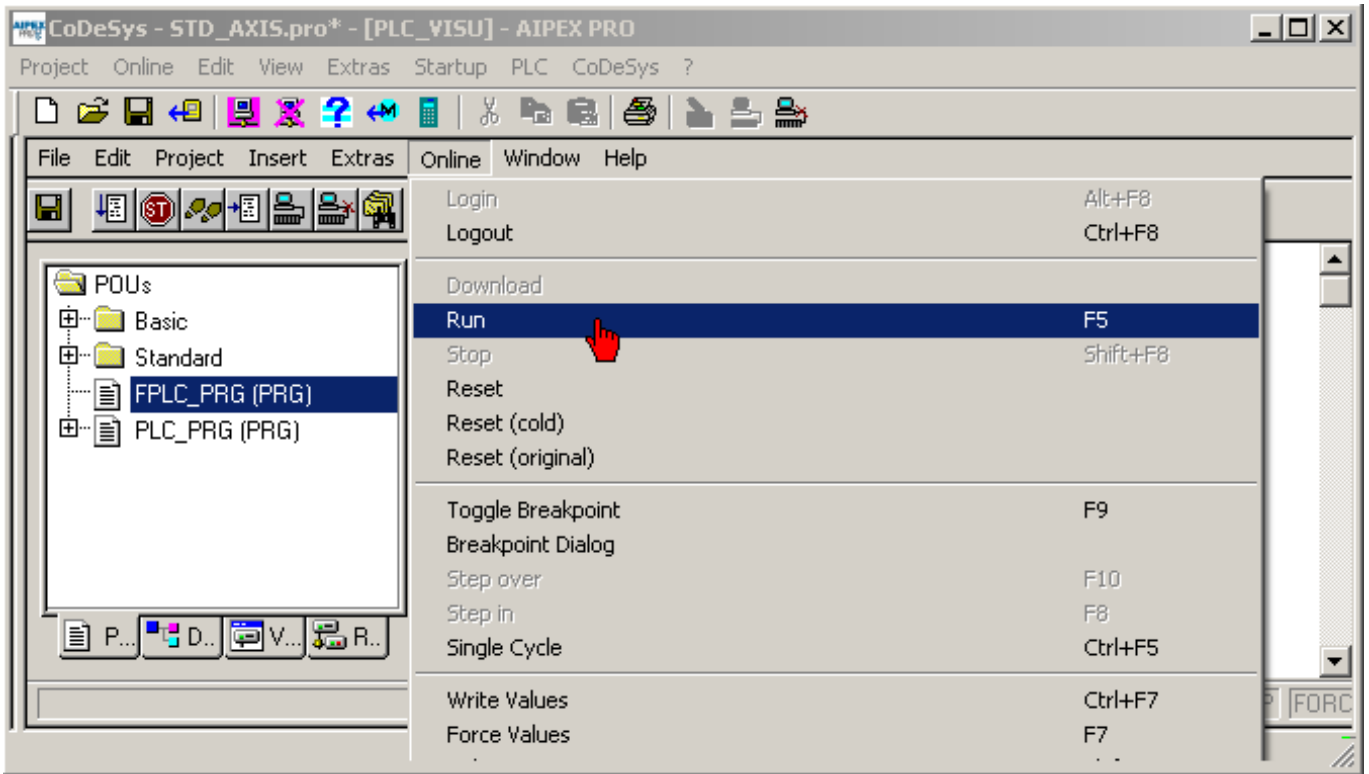 CoDeSys - STD_AXIS.pro* - [PLC_VISU] - AIPEX PRO
Project Online Edit View Extras Startup PLC CoDeSys ?
File Edit Project Insert Extras Online Window Help
ST
Login Alt+F8
Logout Ctrl+F8
Download
Run F5
Stop Shift+F8
Reset
Reset (cold)
Reset (original)
Toggle Breakpoint F9
Breakpoint Dialog
Step over F10
Step in F8
Single Cycle Ctrl+F5
Write Values Ctrl+F7
Force Values F7
POUs
Basic
Standard
FPLC_PRG (PRG)
PLC_PRG (PRG)
P... D.. V... R..
FORC